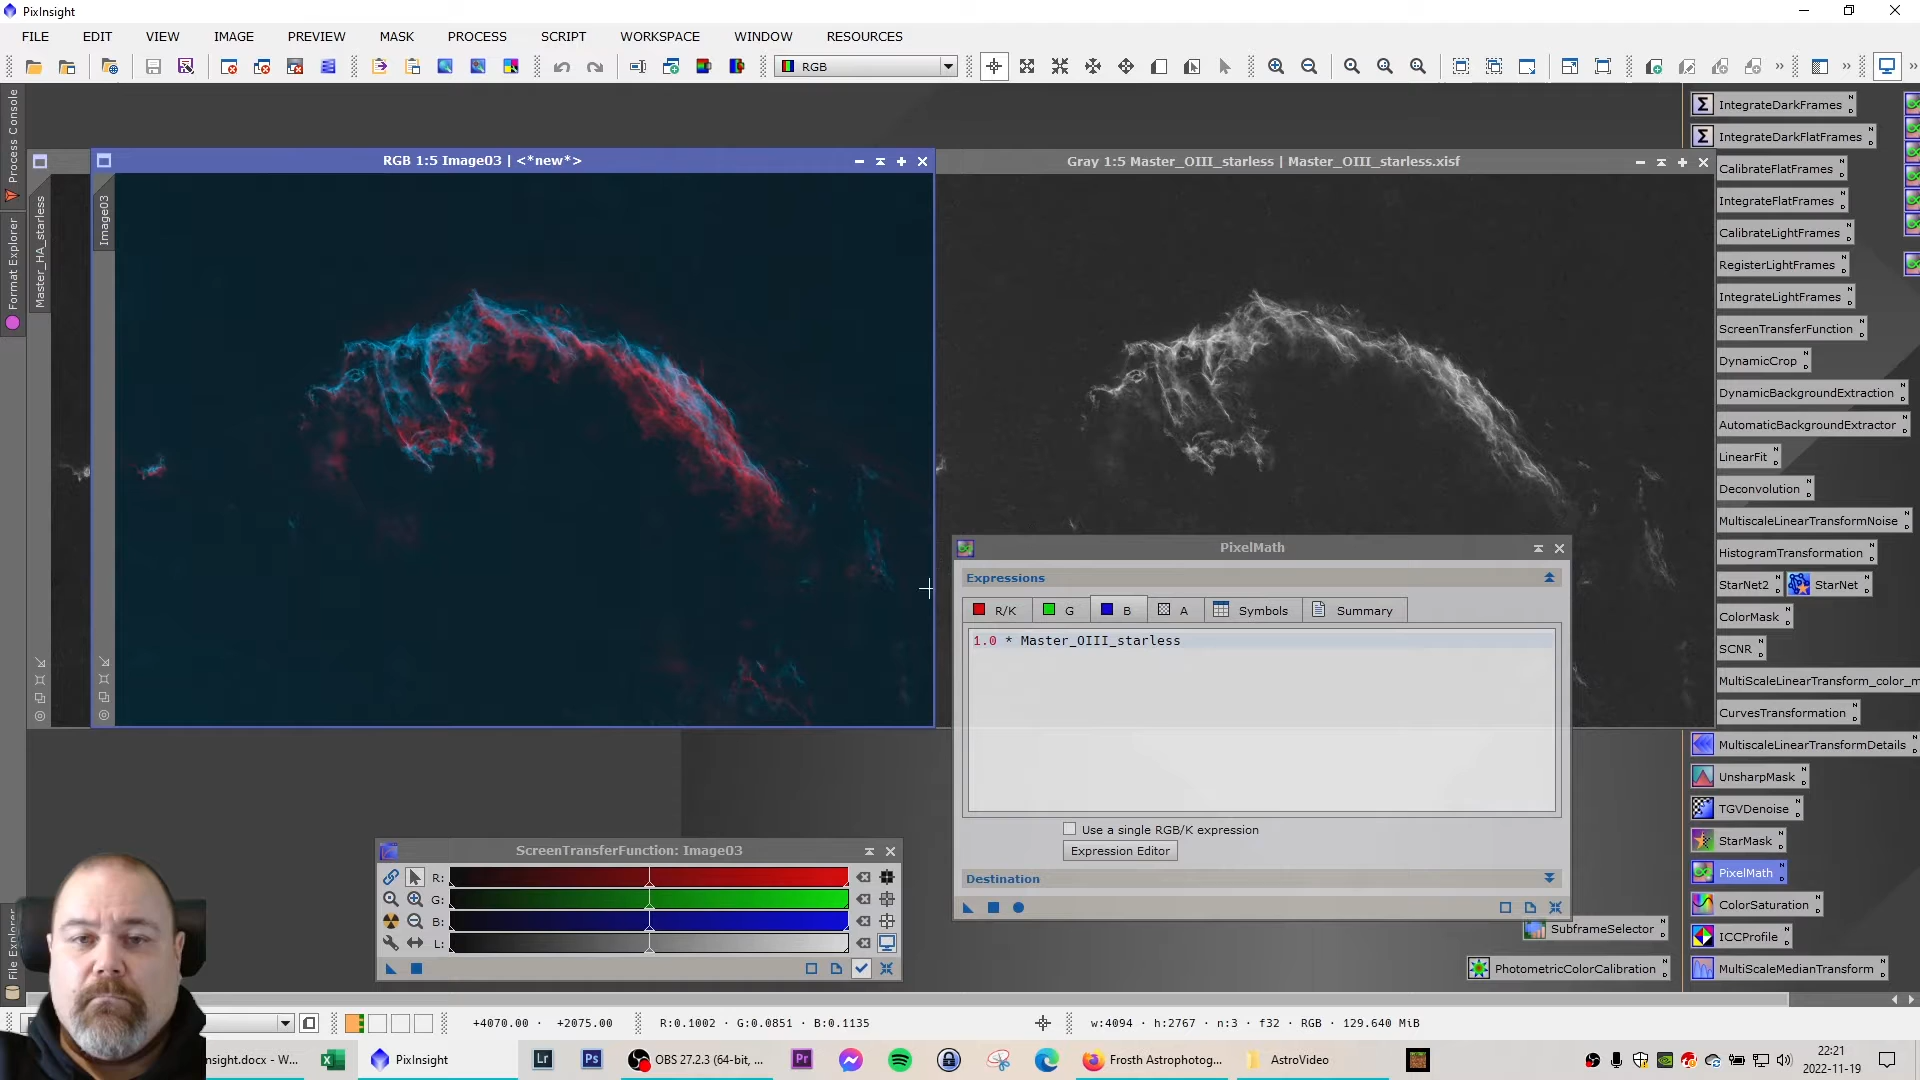 PixInsight
FILE EDIT VIEW IMAGE PREVIEW MASK PROCESS SCRIPT WORKSPACE WINDOW RESOURCES
RGB
Process Console
Format Explorer
File Explorer
Master_HA_starless
RGB 1:5 Image03 | <*new*>
Image03
Gray 1:5 Master_OIII_starless | Master_OIII_starless.xisf
IntegrateDarkFrames
IntegrateDarkFlatFrames
CalibrateFlatFrames
IntegrateFlatFrames
CalibrateLightFrames
RegisterLightFrames
IntegrateLightFrames
ScreenTransferFunction
DynamicCrop
DynamicBackgroundExtraction
AutomaticBackgroundExtractor
LinearFit
Deconvolution
MultiscaleLinearTransformNoise
HistogramTransformation
StarNet2 StarNet
ColorMask
SCNR
MultiScaleLinearTransform_color_m
CurvesTransformation
MultiscaleLinearTransformDetails
UnsharpMask
TGVDenoise
StarMask
PixelMath
ColorSaturation
ICCProfile
MultiScaleMedianTransform
SubframeSelector
PhotometricColorCalibration
PixelMath
Expressions
R/K G B A Symbols Summary
1.0 * Master_OIII_starless
Use a single RGB/K expression
Expression Editor
Destination
ScreenTransferFunction: Image03
R:
G:
B:
L:
+4070.00 · +2075.00 R:0.1002 · G:0.0851 · B:0.1135 w:4094 · h:2767 · n:3 · f32 · RGB · 129.640 MiB
nsight.docx - W... PixInsight Lr Ps OBS 27.2.3 (64-bit, ... Pr Frosth Astrophotog... AstroVideo
22:21
2022-11-19